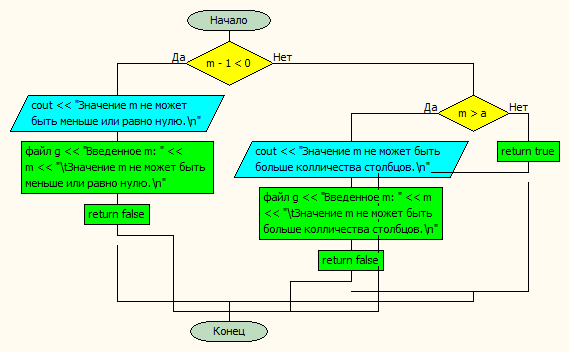 Начало
Да
Нет
m - 1 < 0
cout << "Значение m не может
быть меньше или равно нулю.\n"
файл g << "Введенное m: " <<
m << "\tЗначение m не может быть
меньше или равно нулю.\n"
return false
Да
Нет
m > a
cout << "Значение m не может быть
больше колличества столбцов.\n"
return true
файл g << "Введенное m: " << m
<< "\tЗначение m не может быть
больше колличества столбцов.\n"
return false
Конец